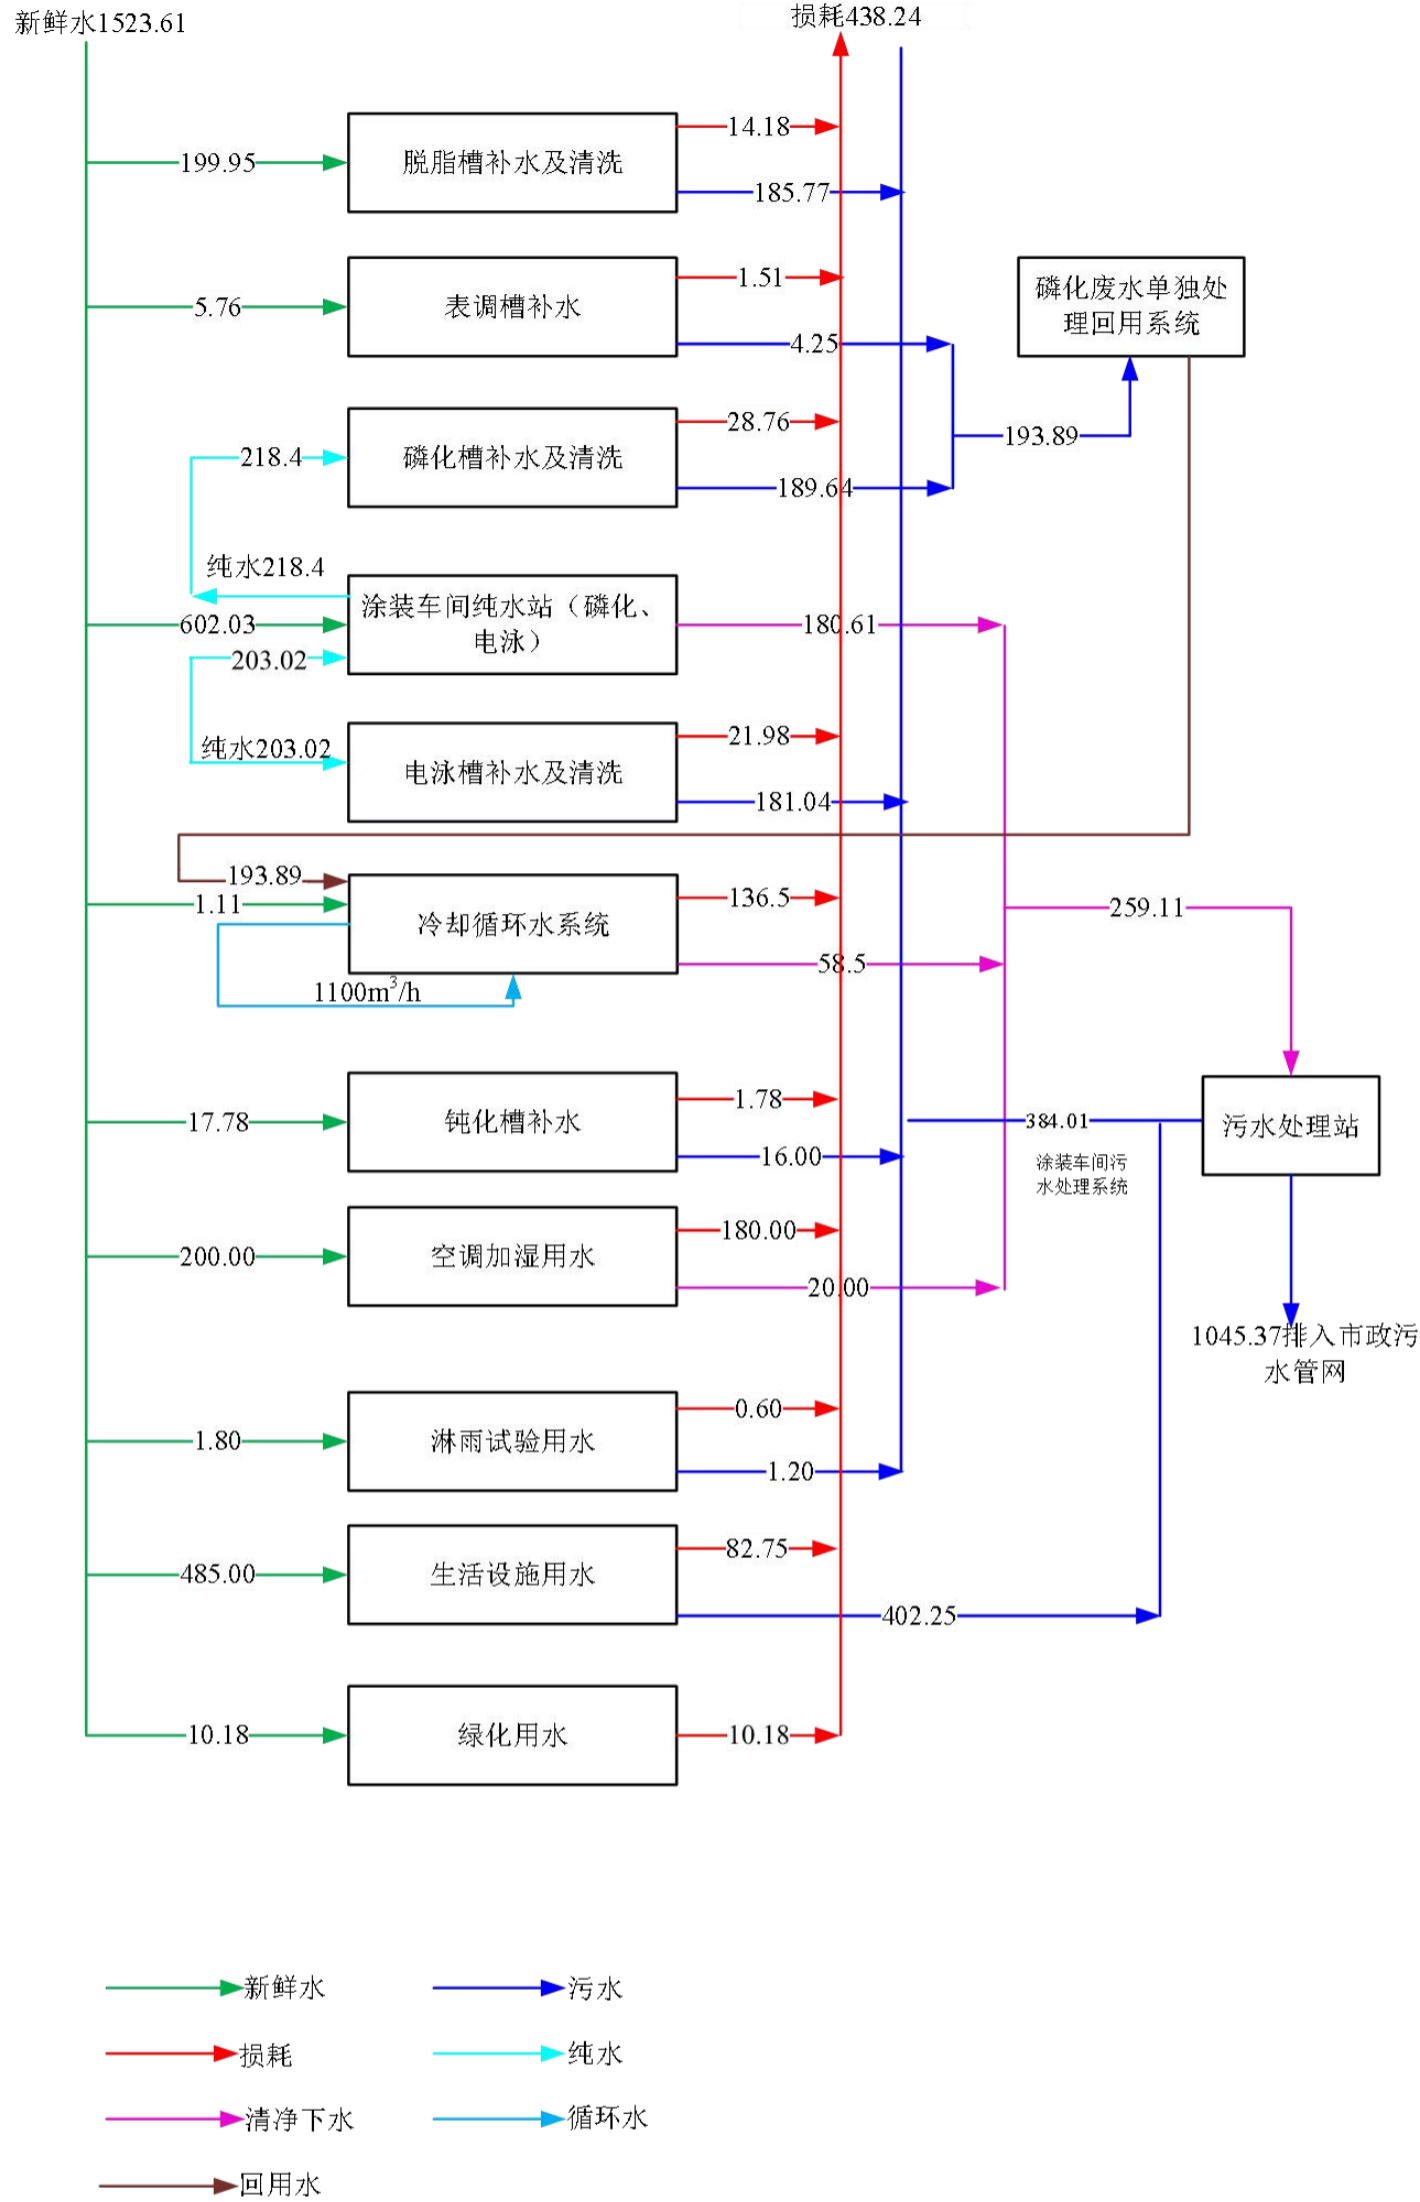 新鲜水1523.61
损耗438.24
14.18
199.95
脱脂槽补水及清洗
185.77
1.51
5.76
表调槽补水
4.25
磷化废水单独处
理回用系统
28.76
218.4
磷化槽补水及清洗
193.89
189.64
纯水218.4
602.03
涂装车间纯水站（磷化、
电泳）
180.61
203.02
21.98
纯水203.02
电泳槽补水及清洗
181.04
193.89
1.11
冷却循环水系统
136.5
58.5
259.11
1100m³/h
1.78
17.78
钝化槽补水
16.00
384.01
涂装车间污
水处理系统
污水处理站
180.00
200.00
空调加湿用水
20.00
1045.37排入市政污
水管网
0.60
1.80
淋雨试验用水
1.20
82.75
485.00
生活设施用水
402.25
10.18
绿化用水
10.18
新鲜水
污水
损耗
纯水
清净下水
循环水
回用水